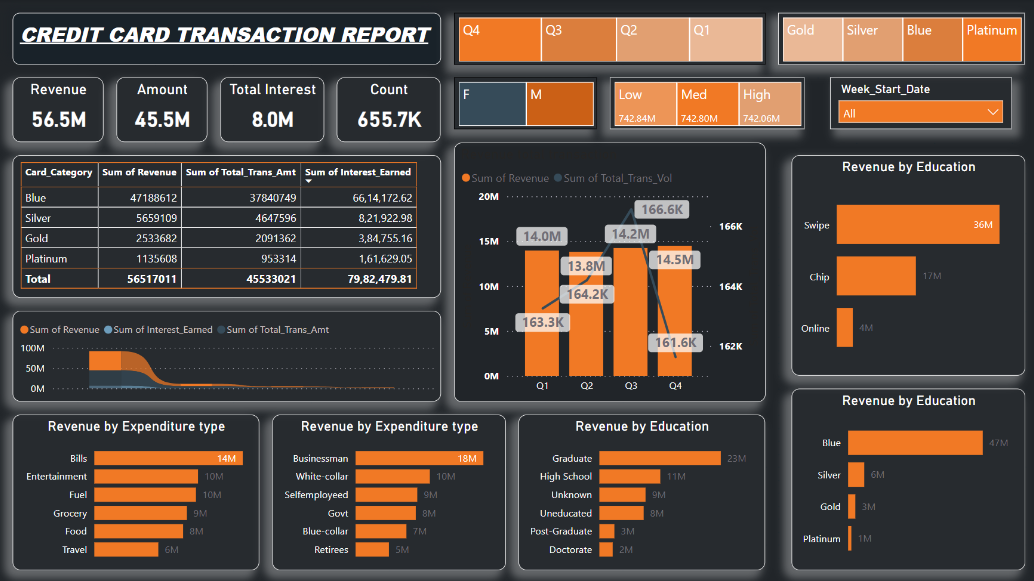 CREDIT CARD TRANSACTION REPORT
Q4 Q3 Q2 Q1
Gold Silver Blue Platinum
Revenue
56.5M
Amount
45.5M
Total Interest
8.0M
Count
655.7K
F M
Low Med High
742.84M 742.80M 742.06M
Week_Start_Date
All
Card_Category Sum of Revenue Sum of Total_Trans_Amt Sum of Interest_Earned
Blue 47188612 37840749 66,14,172.62
Silver 5659109 4647596 8,21,922.98
Gold 2533682 2091362 3,84,755.16
Platinum 1135608 953314 1,61,629.05
Total 56517011 45533021 79,82,479.81
Sum of Revenue Sum of Interest_Earned Sum of Total_Trans_Amt
100M
50M
0M
Sum of Revenue Sum of Total_Trans_Vol
20M
15M
10M
5M
0M
166K
164K
162K
166.6K
14.0M
14.2M
13.8M
14.5M
164.2K
163.3K
161.6K
Q1 Q2 Q3 Q4
Revenue by Education
Swipe 36M
Chip 17M
Online 4M
Revenue by Expenditure type
Bills 14M
Entertainment 10M
Fuel 10M
Grocery 9M
Food 8M
Travel 6M
Revenue by Expenditure type
Businessman 18M
White-collar 10M
Selfemployeed 9M
Govt 8M
Blue-collar 7M
Retirees 5M
Revenue by Education
Graduate 23M
High School 11M
Unknown 9M
Uneducated 8M
Post-Graduate 3M
Doctorate 2M
Revenue by Education
Blue 47M
Silver 6M
Gold 3M
Platinum 1M